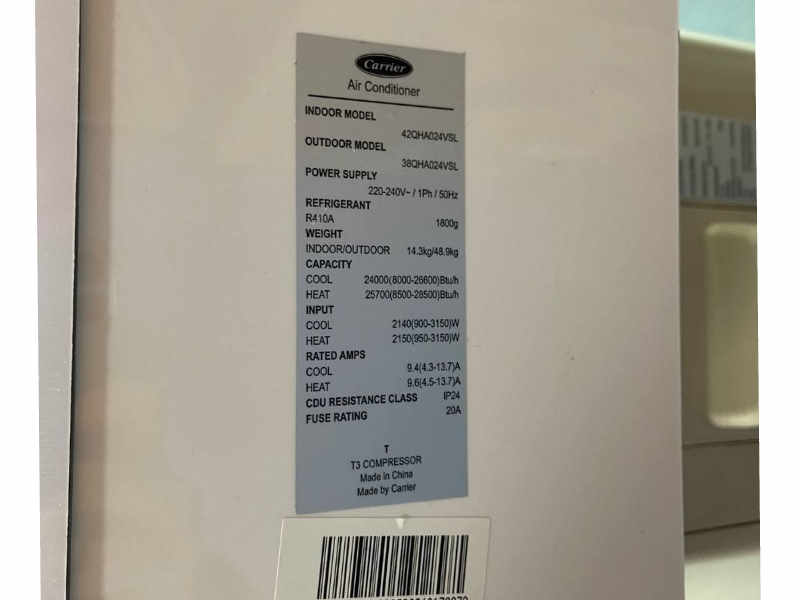 Carrier
Air Conditioner
INDOOR MODEL
42QHA024VSL
OUTDOOR MODEL
38QHA024VSL
POWER SUPPLY
220-240V~ / 1Ph / 50Hz
REFRIGERANT
R410A 1800g
WEIGHT
INDOOR/OUTDOOR 14.3kg/48.9kg
CAPACITY
COOL 24000(8000-26600)Btu/h
HEAT 25700(8500-28500)Btu/h
INPUT
COOL 2140(900-3150)W
HEAT 2150(950-3150)W
RATED AMPS
COOL 9.4(4.3-13.7)A
HEAT 9.6(4.5-13.7)A
CDU RESISTANCE CLASS IP24
FUSE RATING 20A
T
T3 COMPRESSOR
Made in China
Made by Carrier